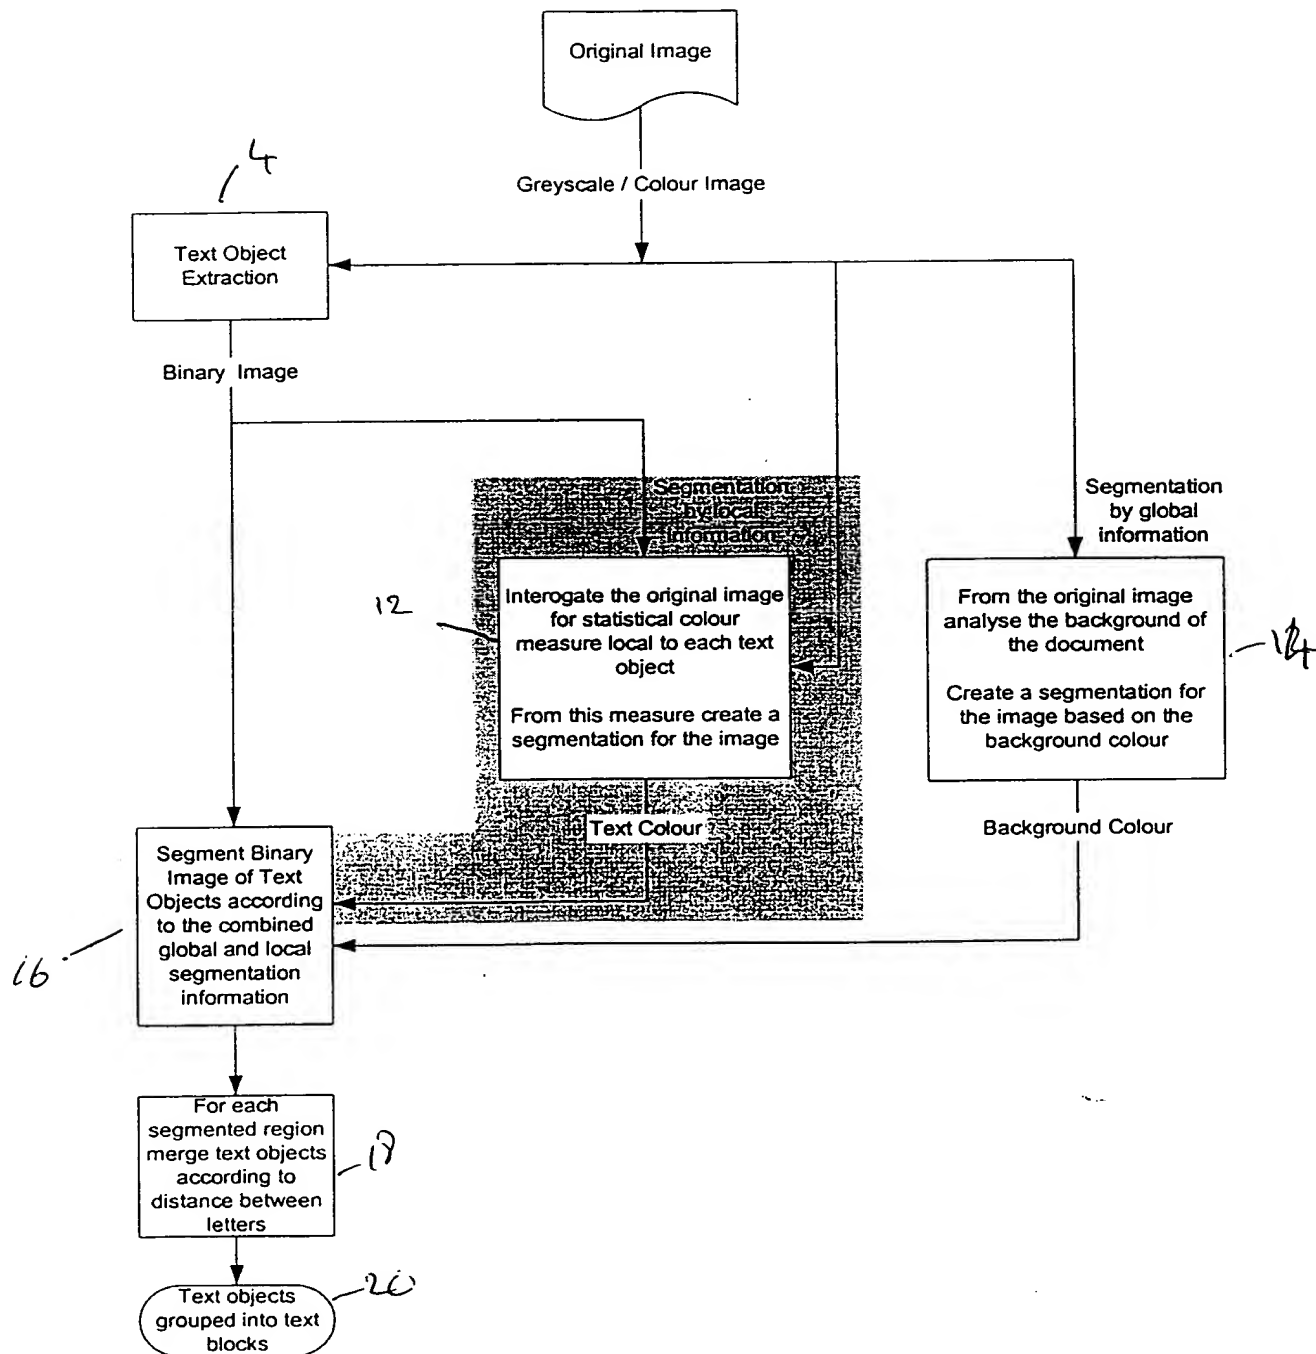 Original Image
Greyscale / Colour Image
4
Text Object
Extraction
Binary Image
Segmentation
by local
information
Segmentation
by global
information
12
Interogate the original image
for statistical colour
measure local to each text
object
From this measure create a
segmentation for the image
From the original image
analyse the background of
the document
Create a segmentation for
the image based on the
background colour
Text Colour
Background Colour
16
Segment Binary
Image of Text
Objects according
to the combined
global and local
segmentation
information
For each
segmented region
merge text objects
according to
distance between
letters
18
Text objects
grouped into text
blocks
20